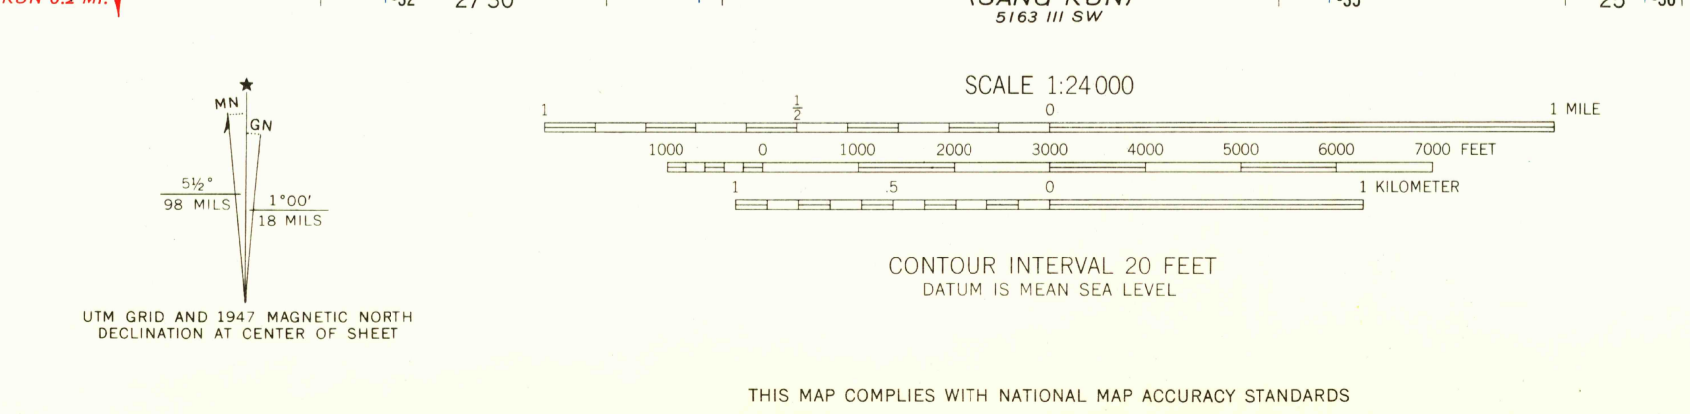 27'30"
5163 III SW
SCALE 1:24 000
1 1/2 0 1 MILE
1000 0 1000 2000 3000 4000 5000 6000 7000 FEET
1 .5 0 1 KILOMETER
CONTOUR INTERVAL 20 FEET
DATUM IS MEAN SEA LEVEL
MN
GN
5½°
98 MILS
1°00'
18 MILS
UTM GRID AND 1947 MAGNETIC NORTH
DECLINATION AT CENTER OF SHEET
THIS MAP COMPLIES WITH NATIONAL MAP ACCURACY STANDARDS